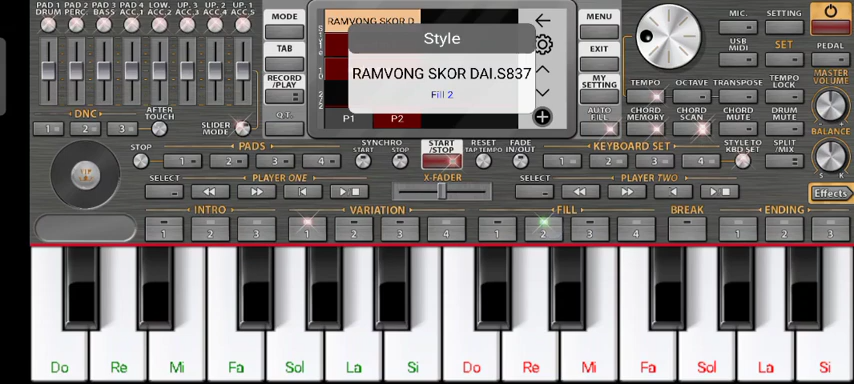 PAD 1 PAD 2 PAD 3 PAD 4 LOW. UP. 3 UP. 2 UP. 1
DRUM PERC. BASS ACC.1 ACC.2 ACC.3 ACC.4 ACC.5
MODE
TAB
RECORD
/PLAY
Q.T.
RAMVONG SKOR D
Style
RAMVONG SKOR DAI.S837
Fill 2
P1 P2
MENU
EXIT
MY
SETTING
AUTO
FILL
MIC. SETTING
USB
MIDI
SET
PEDAL
TEMPO OCTAVE TRANSPOSE TEMPO
LOCK
CHORD
MEMORY
CHORD
SCAN
CHORD
MUTE
DRUM
MUTE
MASTER
VOLUME
BALANCE
S K
DNC
1 2 3
AFTER
TOUCH
SLIDER
MODE
STOP
PADS
1 2 3 4
SYNCHRO
START STOP
START
/STOP
RESET
TAP TEMPO
FADE
IN/OUT
KEYBOARD SET
1 2 3 4
STYLE TO
KBD SET
SPLIT
/MIX
SELECT
PLAYER ONE
X-FADER
SELECT
PLAYER TWO
Effects
INTRO
1 2 3
VARIATION
1 2 3 4
FILL
1 2 3 4
BREAK
ENDING
1 2 3
Do Re Mi Fa Sol La Si Do Re Mi Fa Sol La Si